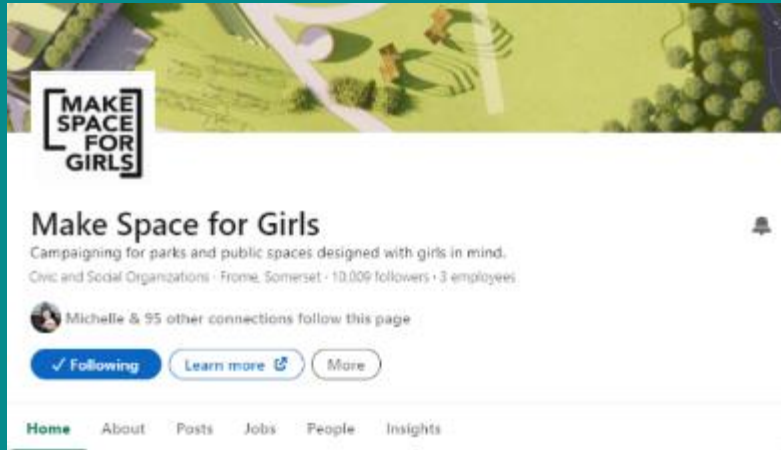 MAKE
SPACE
FOR
GIRLS
Make Space for Girls
Campaigning for parks and public spaces designed with girls in mind.
Civic and Social Organizations · Frome, Somerset · 10,009 followers · 3 employees
Michelle & 95 other connections follow this page
✓ Following Learn more More
Home About Posts Jobs People Insights